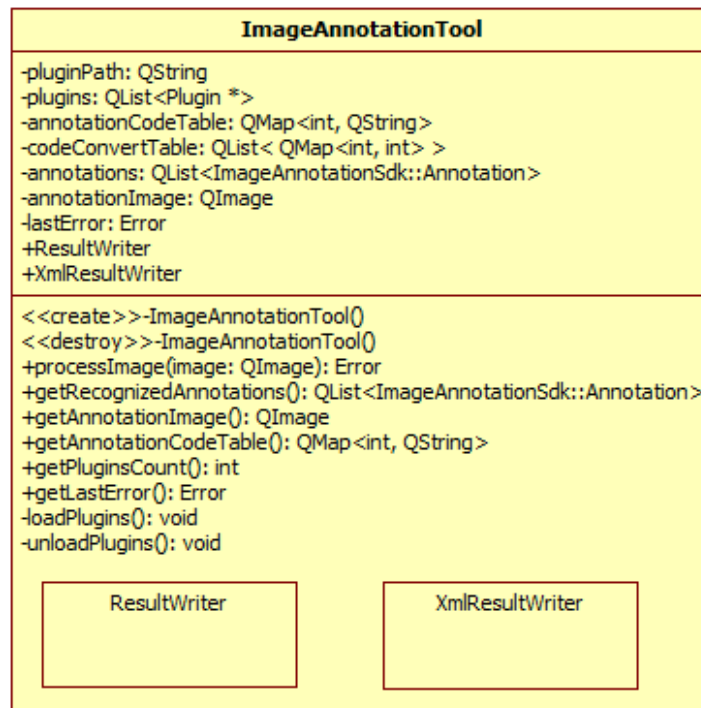 ImageAnnotationTool
-pluginPath: QString
-plugins: QList<Plugin *>
-annotationCodeTable: QMap<int, QString>
-codeConvertTable: QList< QMap<int, int> >
-annotations: QList<ImageAnnotationSdk::Annotation>
-annotationImage: QImage
-lastError: Error
+ResultWriter
+XmlResultWriter
<<create>>-ImageAnnotationTool()
<<destroy>>-ImageAnnotationTool()
+processImage(image: QImage): Error
+getRecognizedAnnotations(): QList<ImageAnnotationSdk::Annotation>
+getAnnotationImage(): QImage
+getAnnotationCodeTable(): QMap<int, QString>
+getPluginsCount(): int
+getLastError(): Error
-loadPlugins(): void
-unloadPlugins(): void
ResultWriter
XmlResultWriter